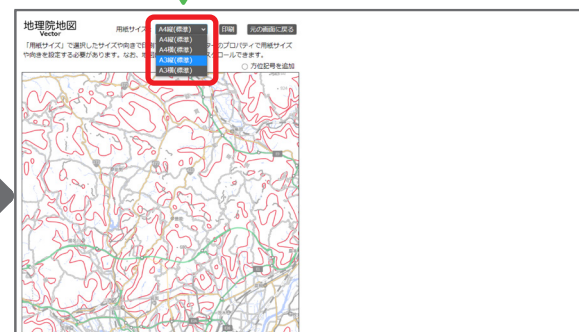 地理院地図
Vector
用紙サイズ: A4縦(標準) 印刷 元の画面に戻る
A4縦(標準)
A4横(標準)
A3縦(標準)
A3横(標準)
「用紙サイズ」で選択したサイズや向きで印 ーのプロパティで用紙サイズ
や向きを設定する必要があります。なお、地 クロールできます。
方位記号を追加